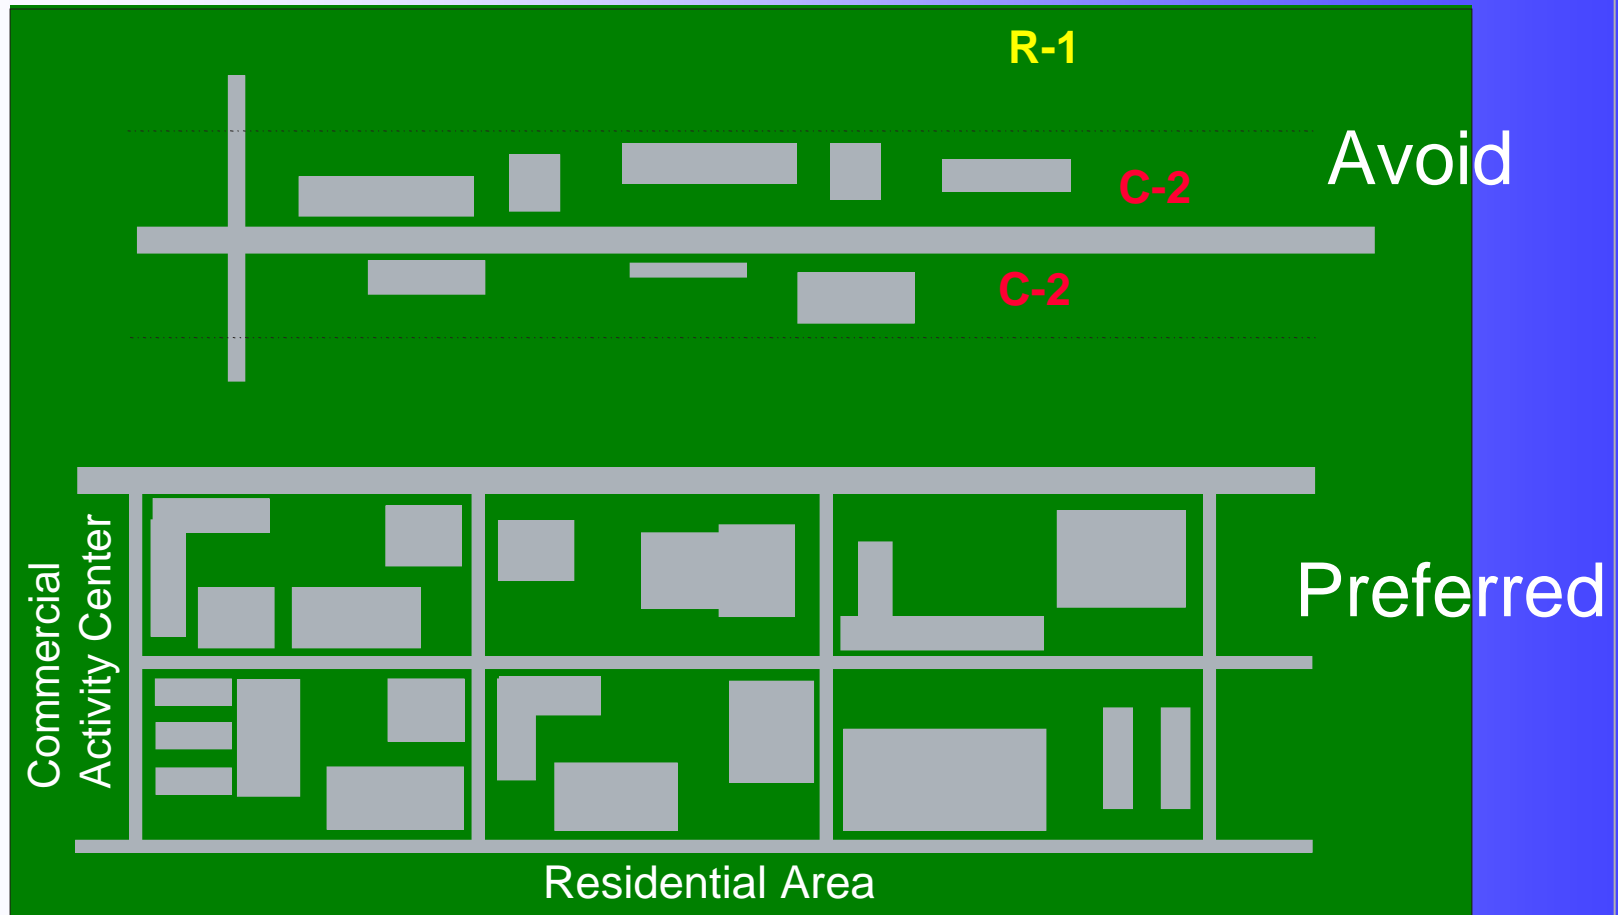 R-1
Avoid
C-2
C-2
Commercial
Activity Center
Preferred
Residential Area